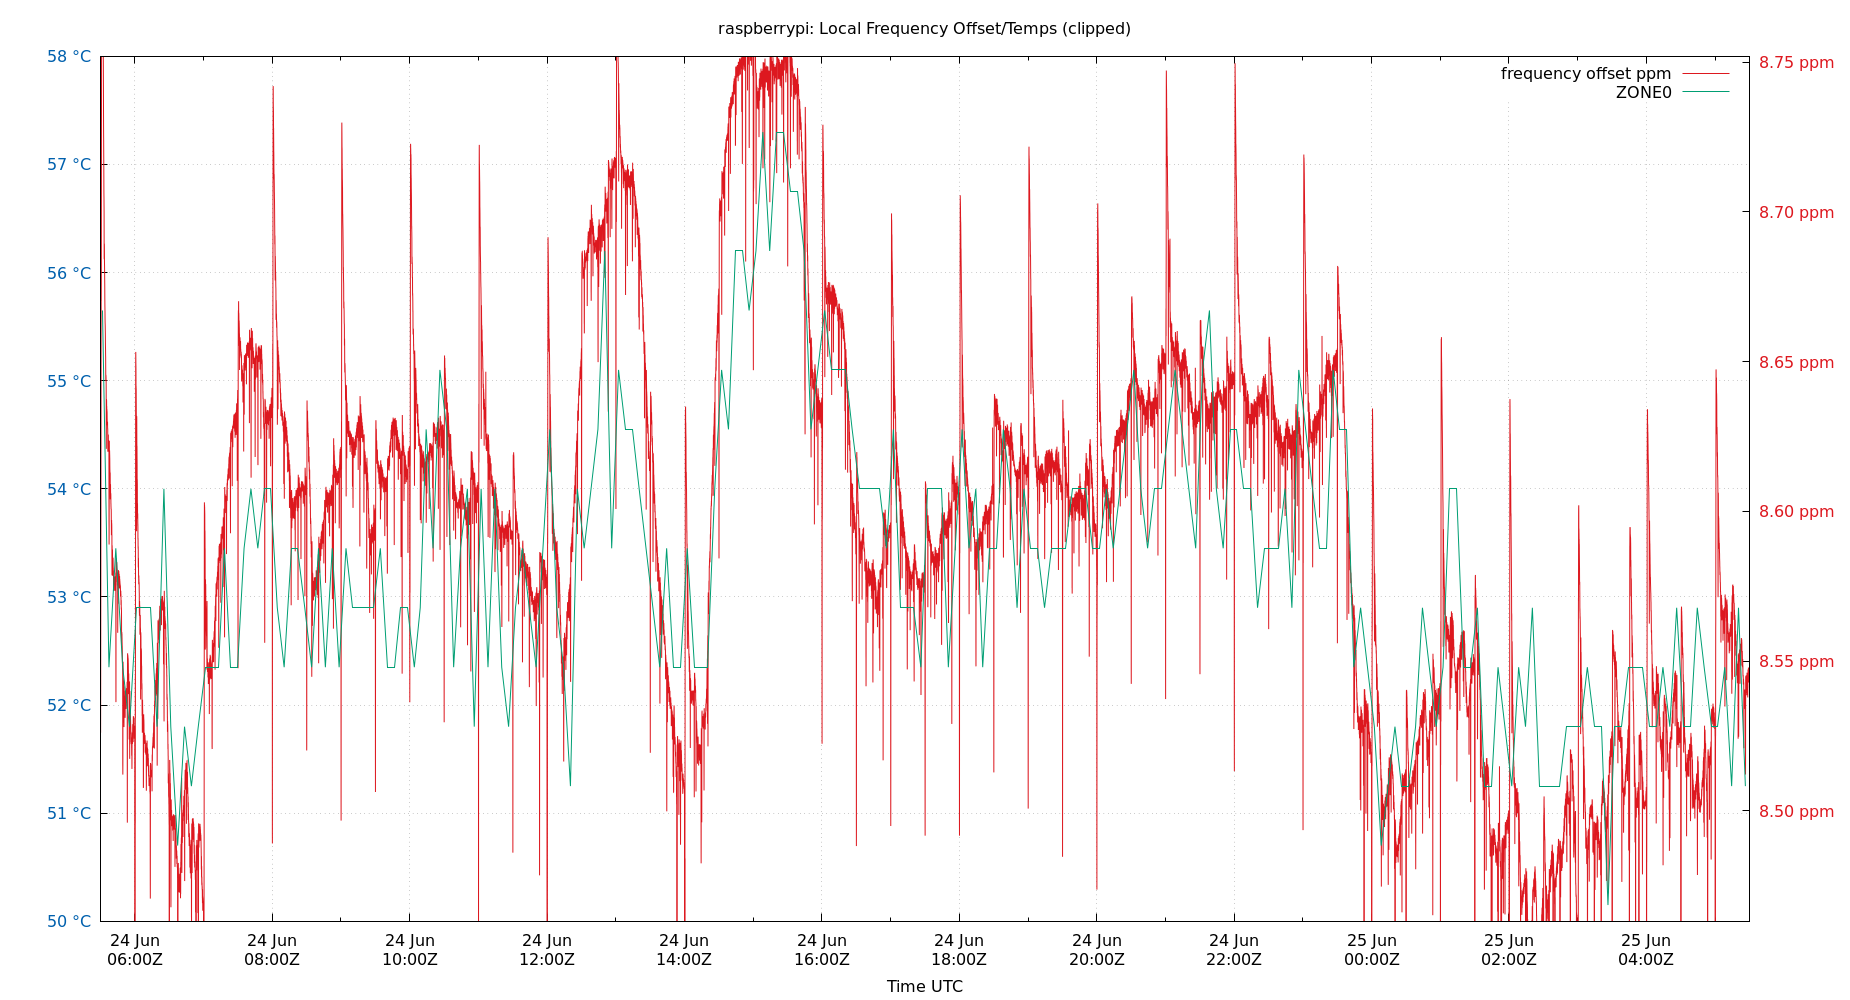 raspberrypi: Local Frequency Offset/Temps (clipped)
58 °C
57 °C
56 °C
55 °C
54 °C
53 °C
52 °C
51 °C
50 °C
frequency offset ppm
ZONE0
8.75 ppm
8.70 ppm
8.65 ppm
8.60 ppm
8.55 ppm
8.50 ppm
24 Jun
06:00Z
24 Jun
08:00Z
24 Jun
10:00Z
24 Jun
12:00Z
24 Jun
14:00Z
24 Jun
16:00Z
24 Jun
18:00Z
24 Jun
20:00Z
24 Jun
22:00Z
25 Jun
00:00Z
25 Jun
02:00Z
25 Jun
04:00Z
Time UTC